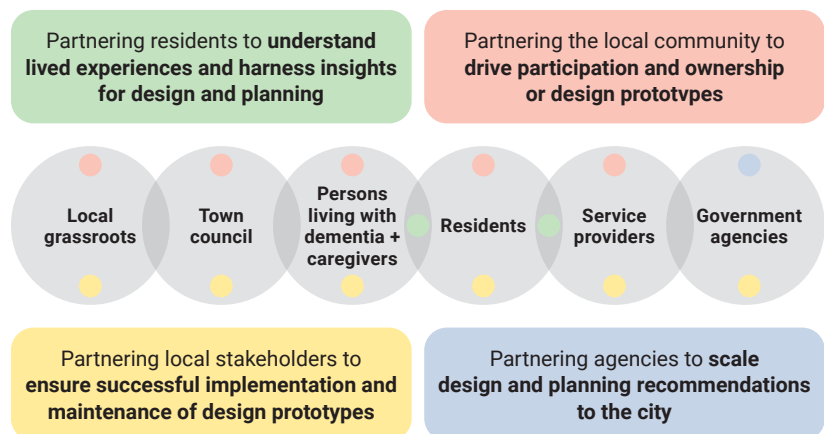 Partnering residents to understand
lived experiences and harness insights
for design and planning
Partnering the local community to
drive participation and ownership
or design prototvpes
Local
grassroots
Town
council
Persons
living with
dementia +
caregivers
Residents
Service
providers
Government
agencies
Partnering local stakeholders to
ensure successful implementation and
maintenance of design prototypes
Partnering agencies to scale
design and planning recommendations
to the city